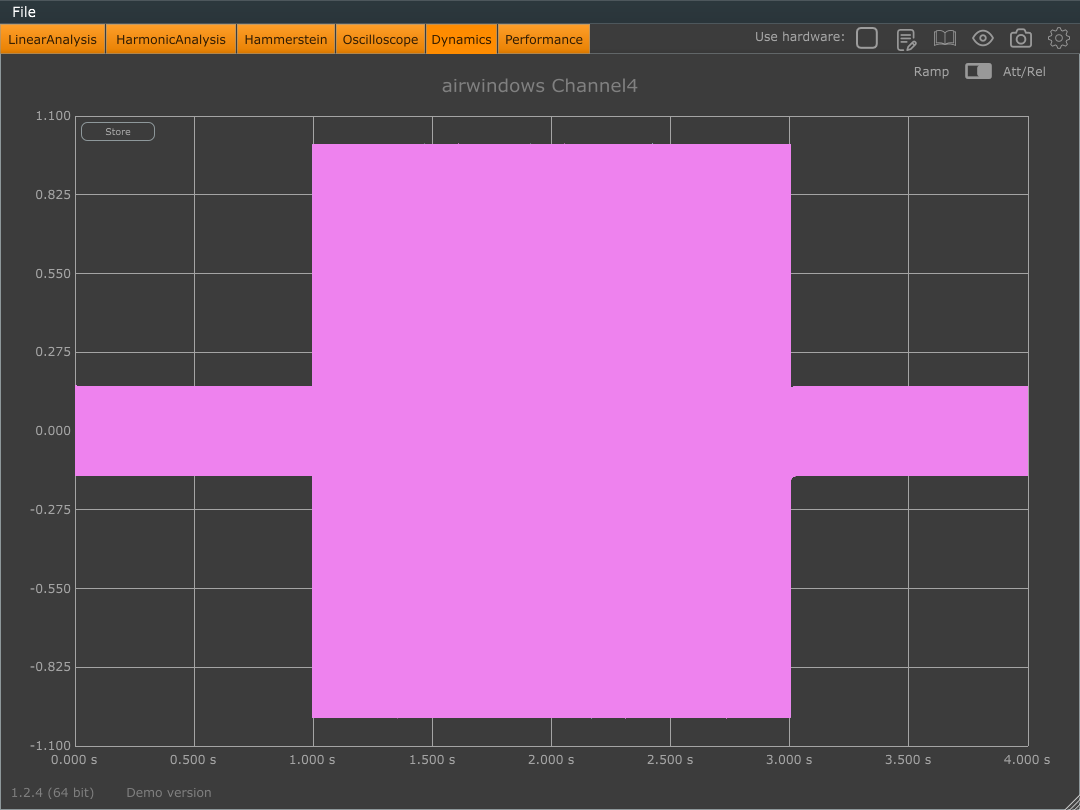 File
LinearAnalysis HarmonicAnalysis Hammerstein Oscilloscope Dynamics Performance Use hardware:
Ramp Att/Rel
airwindows Channel4
Store
1.100
0.825
0.550
0.275
0.000
-0.275
-0.550
-0.825
-1.100
0.000 s 0.500 s 1.000 s 1.500 s 2.000 s 2.500 s 3.000 s 3.500 s 4.000 s
1.2.4 (64 bit) Demo version